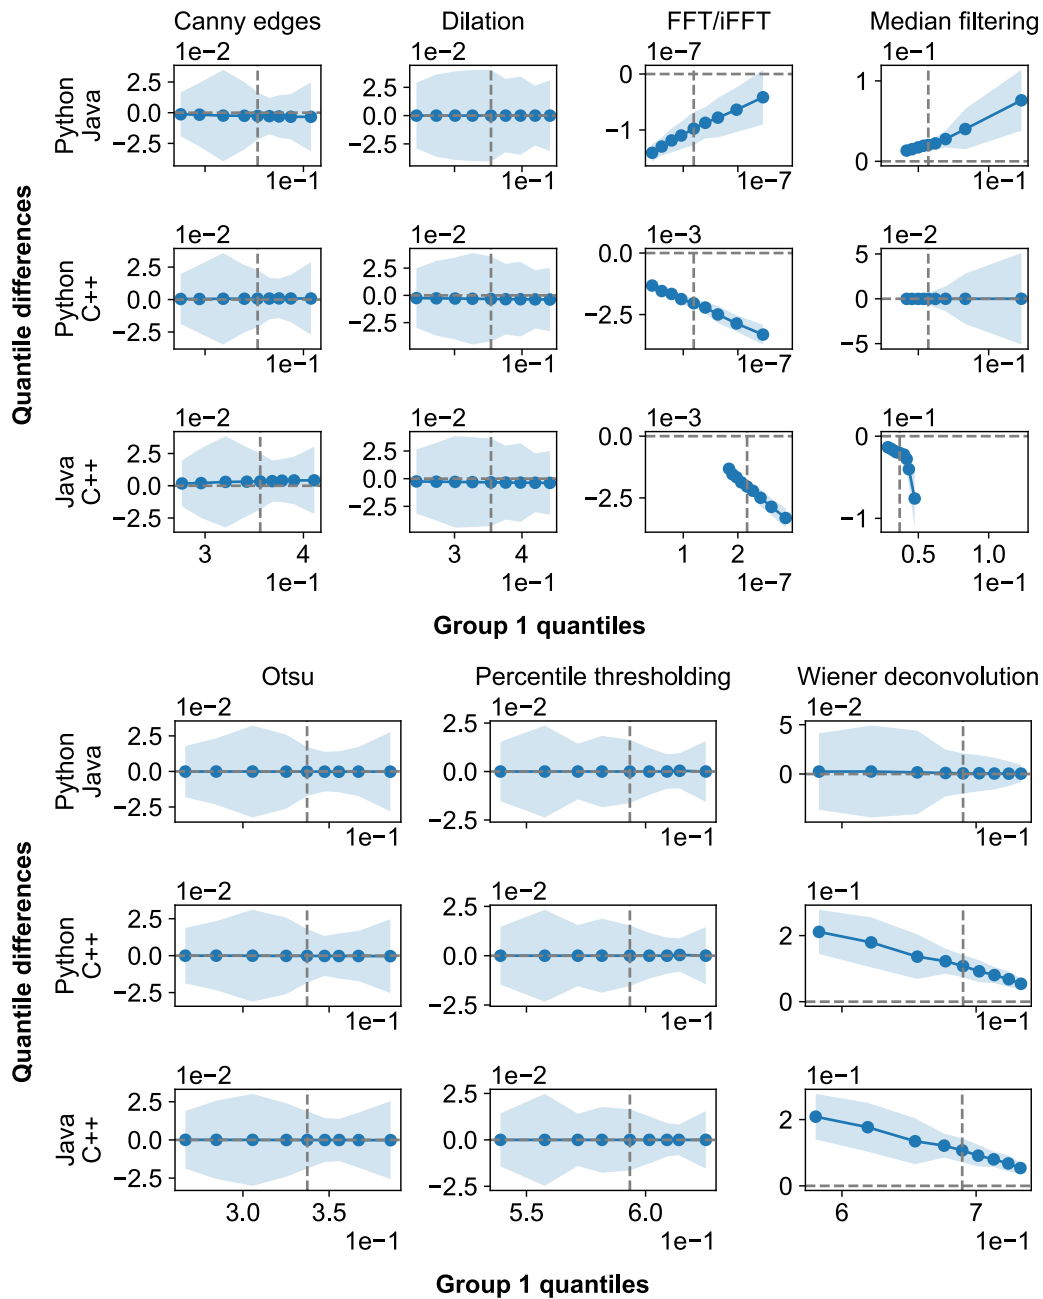 Canny edges Dilation FFT/iFFT Median filtering
1e−2 1e−2 1e−7 1e−1
Python
Java
2.5 0.0 −2.5
2.5 0.0 −2.5
0 −1
1 0
1e−1 1e−1 1e−7 1e−1
1e−2 1e−2 1e−3 1e−2
Python
C++
2.5 0.0 −2.5
2.5 0.0 −2.5
0.0 −2.5
5 0 −5
1e−1 1e−1 1e−7 1e−1
1e−2 1e−2 1e−3 1e−1
Java
C++
2.5 0.0 −2.5
2.5 0.0 −2.5
0.0 −2.5
0 −1
3 4 3 4 1 2 0.5 1.0
1e−1 1e−1 1e−7 1e−1
Quantile differences
Group 1 quantiles
Otsu Percentile thresholding Wiener deconvolution
1e−2 1e−2 1e−2
Python
Java
2.5 0.0 −2.5
2.5 0.0 −2.5
5 0
1e−1 1e−1 1e−1
1e−2 1e−2 1e−1
Python
C++
2.5 0.0 −2.5
2.5 0.0 −2.5
2 0
1e−1 1e−1 1e−1
1e−2 1e−2 1e−1
Java
C++
2.5 0.0 −2.5
2.5 0.0 −2.5
2 0
3.0 3.5 5.5 6.0 6 7
1e−1 1e−1 1e−1
Quantile differences
Group 1 quantiles